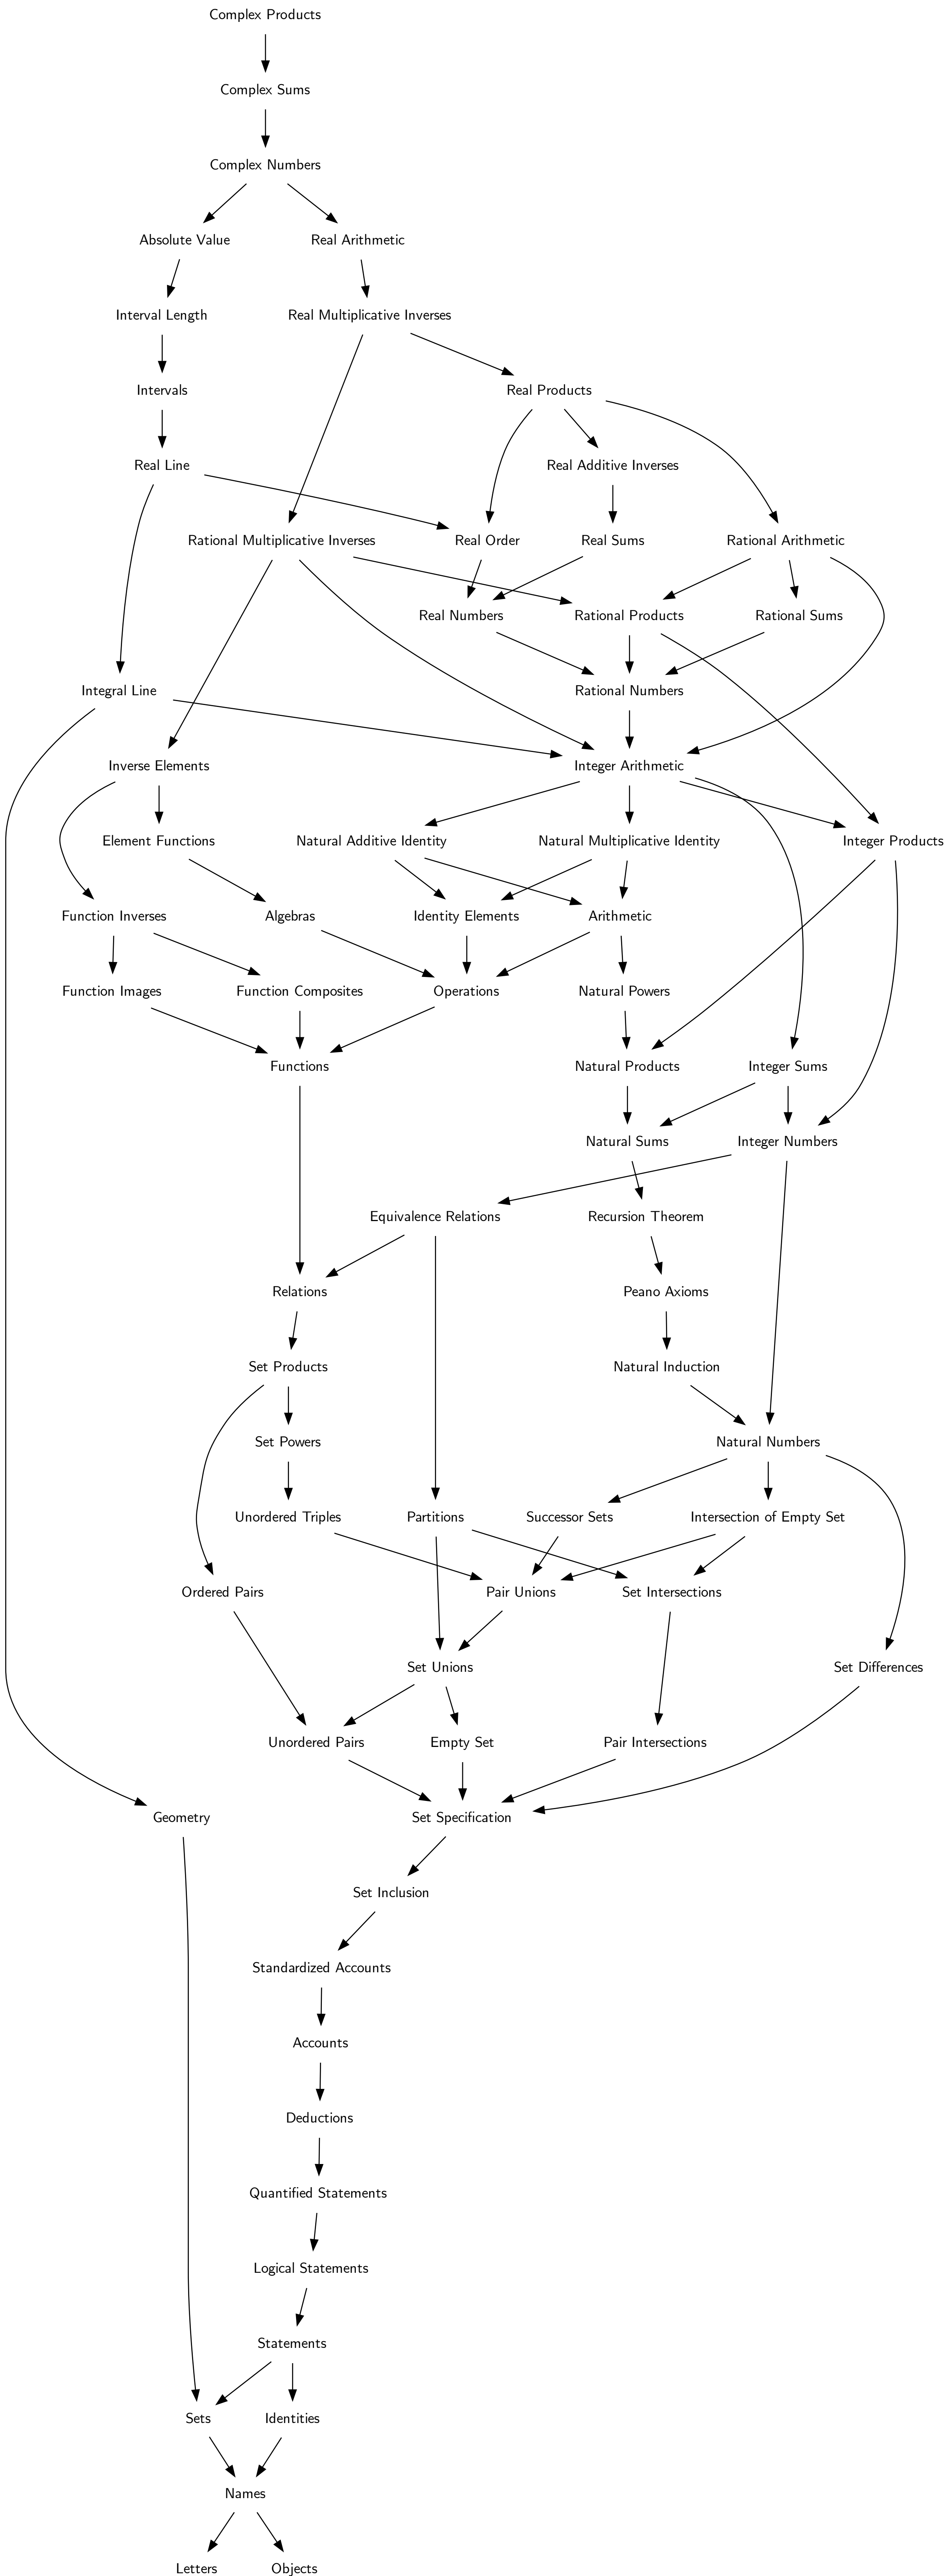 Complex Products
Complex Sums
Complex Numbers
Absolute Value
Real Arithmetic
Interval Length
Real Multiplicative Inverses
Intervals
Real Products
Real Line
Real Additive Inverses
Rational Multiplicative Inverses
Real Order
Real Sums
Rational Arithmetic
Real Numbers
Rational Products
Rational Sums
Integral Line
Rational Numbers
Inverse Elements
Integer Arithmetic
Element Functions
Natural Additive Identity
Natural Multiplicative Identity
Integer Products
Function Inverses
Algebras
Identity Elements
Arithmetic
Function Images
Function Composites
Operations
Natural Powers
Functions
Natural Products
Integer Sums
Natural Sums
Integer Numbers
Equivalence Relations
Recursion Theorem
Relations
Peano Axioms
Set Products
Natural Induction
Set Powers
Natural Numbers
Unordered Triples
Partitions
Successor Sets
Intersection of Empty Set
Ordered Pairs
Pair Unions
Set Intersections
Set Unions
Set Differences
Unordered Pairs
Empty Set
Pair Intersections
Geometry
Set Specification
Set Inclusion
Standardized Accounts
Accounts
Deductions
Quantified Statements
Logical Statements
Statements
Sets
Identities
Names
Letters
Objects